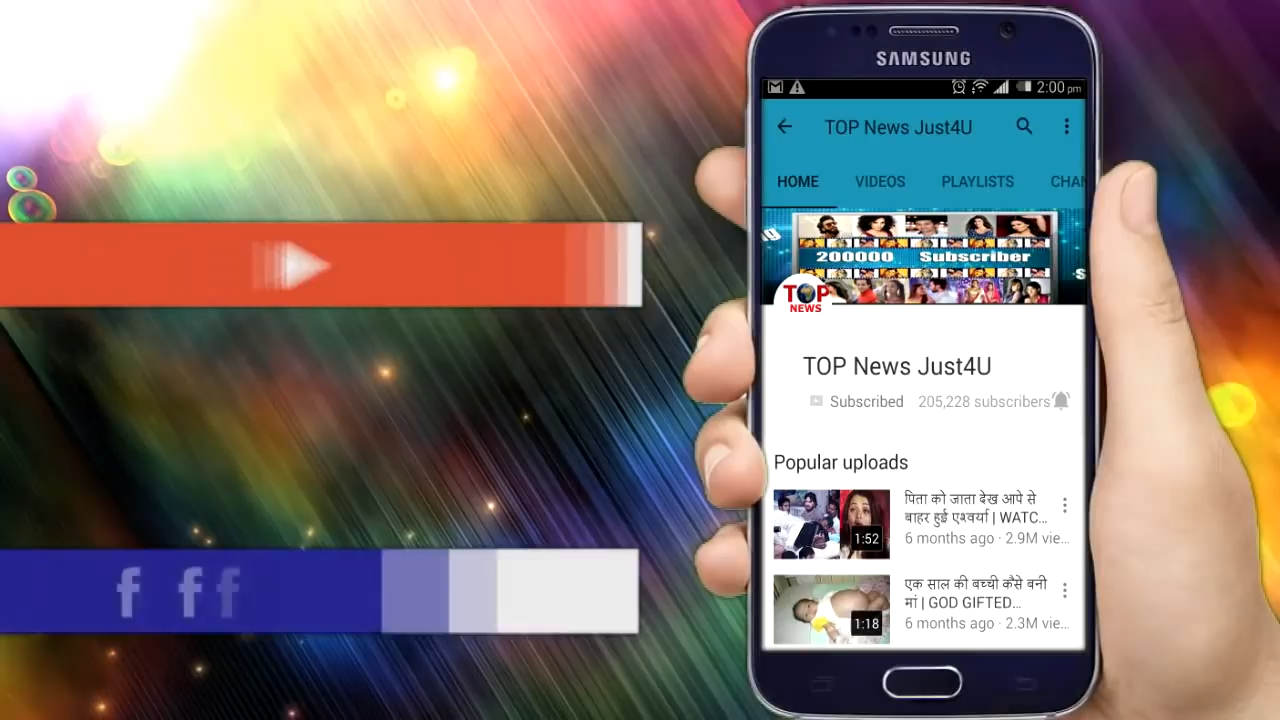 SAMSUNG
2:00 pm
TOP News Just4U
HOME VIDEOS PLAYLISTS CHAN
200000 Subscriber
TOP
NEWS
TOP News Just4U
Subscribed 205,228 subscribers
Popular uploads
पिता को जाता देख आपे से
बाहर हुई एश्वर्या | WATC...
6 months ago · 2.9M vie...
1:52
एक साल की बच्ची कैसे बनी
मां | GOD GIFTED...
6 months ago · 2.3M vie...
1:18
f f f